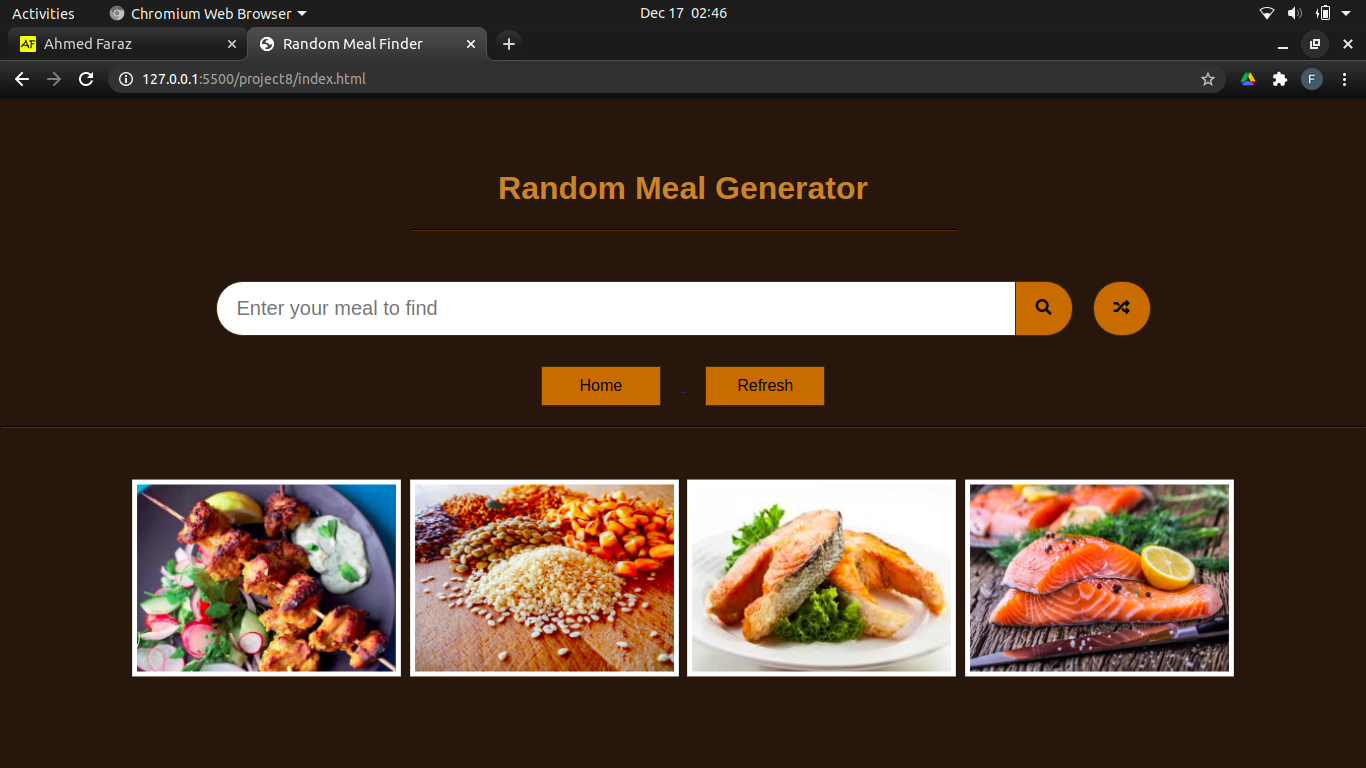 Activities Chromium Web Browser Dec 17 02:46
AF Ahmed Faraz Random Meal Finder
127.0.0.1:5500/project8/index.html F
Random Meal Generator
Enter your meal to find
Home Refresh